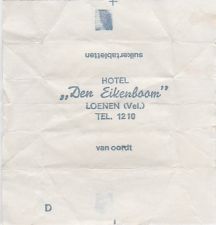 suikertabletten
HOTEL
„Den Eikenboom”
LOENEN (Vel.)
TEL. 1210
van oordt
D